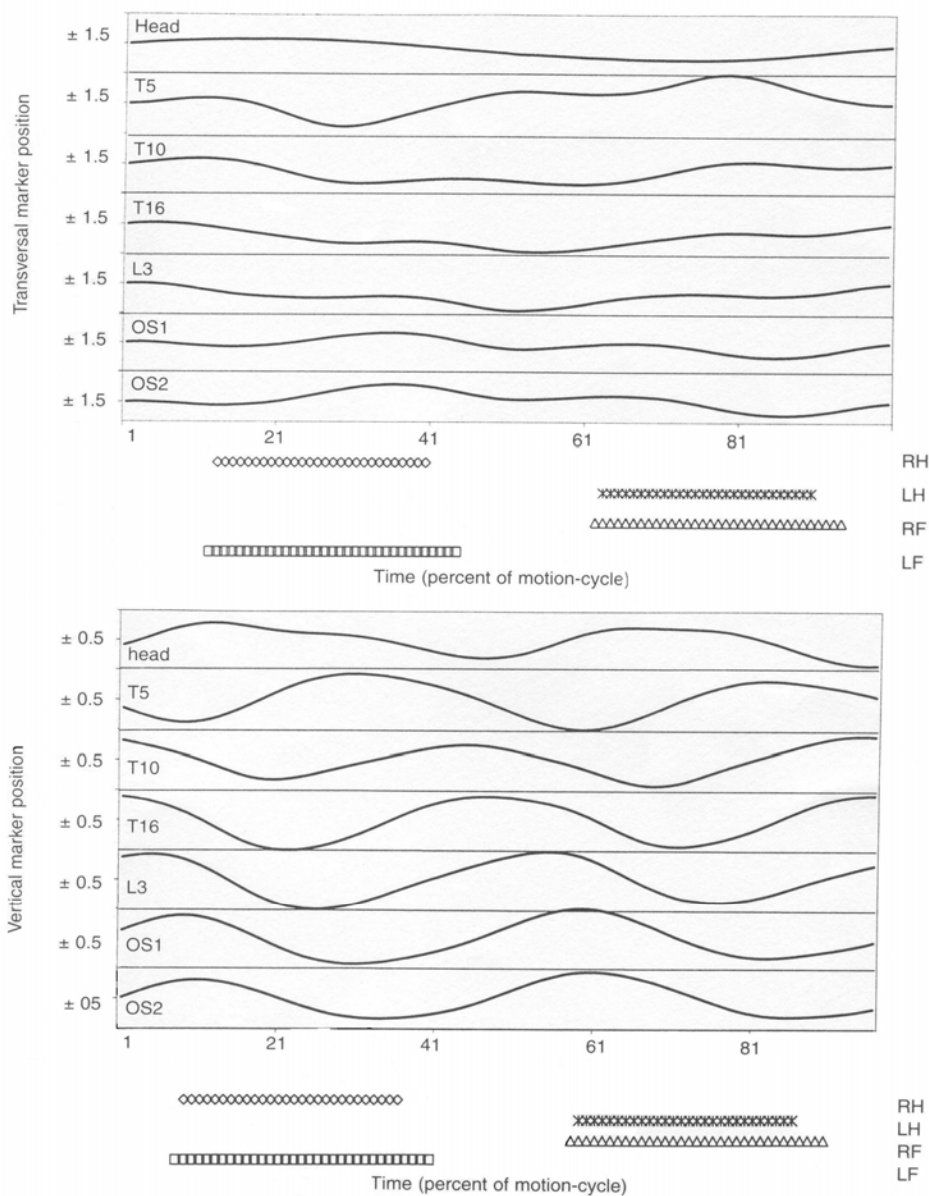 Head
± 1.5
T5
± 1.5
T10
± 1.5
T16
± 1.5
L3
± 1.5
OS1
± 1.5
OS2
± 1.5
Transversal marker position
1 21 41 61 81
RH
LH
RF
LF
Time (percent of motion-cycle)
± 0.5
head
T5
± 0.5
± 0.5
T10
± 0.5
T16
± 0.5
L3
± 0.5
OS1
± 05
OS2
Vertical marker position
1 21 41 61 81
RH
LH
RF
LF
Time (percent of motion-cycle)